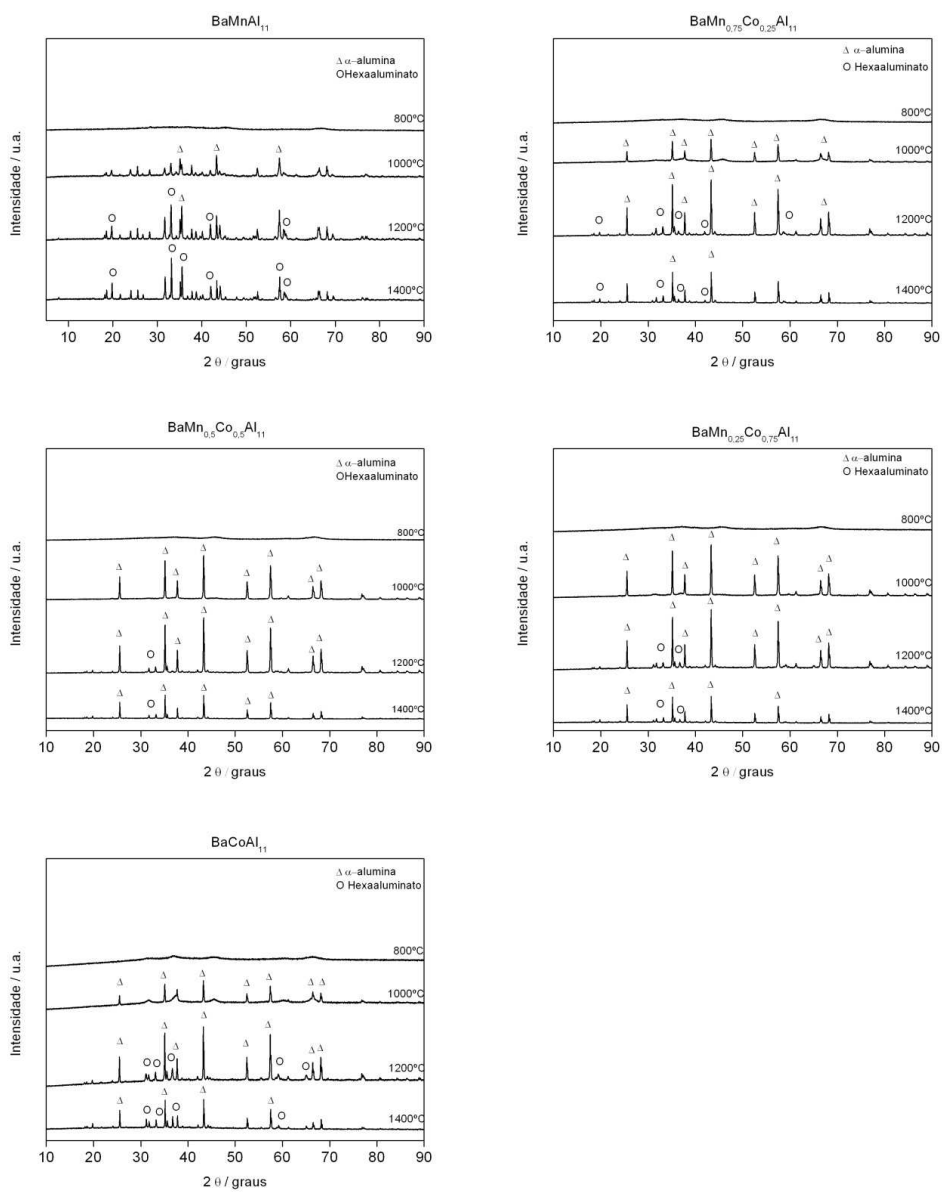 BaMnAl₁₁
Δ α–alumina
OHexaaluminato
800ºC
1000ºC
1200ºC
1400ºC
Intensidade / u.a.
10 20 30 40 50 60 70 80 90
2 θ / graus
BaMn₀,₇₅Co₀,₂₅Al₁₁
Δ α–alumina
O Hexaaluminato
800ºC
1000ºC
1200ºC
1400ºC
Intensidade / u.a.
10 20 30 40 50 60 70 80 90
2 θ / graus
BaMn₀,₅Co₀,₅Al₁₁
Δ α–alumina
OHexaaluminato
800ºC
1000ºC
1200ºC
1400ºC
Intensidade / u.a.
10 20 30 40 50 60 70 80 90
2 θ / graus
BaMn₀,₂₅Co₀,₇₅Al₁₁
Δ α–alumina
O Hexaaluminato
800ºC
1000ºC
1200ºC
1400ºC
Intensidade / u.a.
10 20 30 40 50 60 70 80 90
2 θ / graus
BaCoAl₁₁
Δ α–alumina
O Hexaaluminato
800ºC
1000ºC
1200ºC
1400ºC
Intensidade / u.a.
10 20 30 40 50 60 70 80 90
2 θ / graus